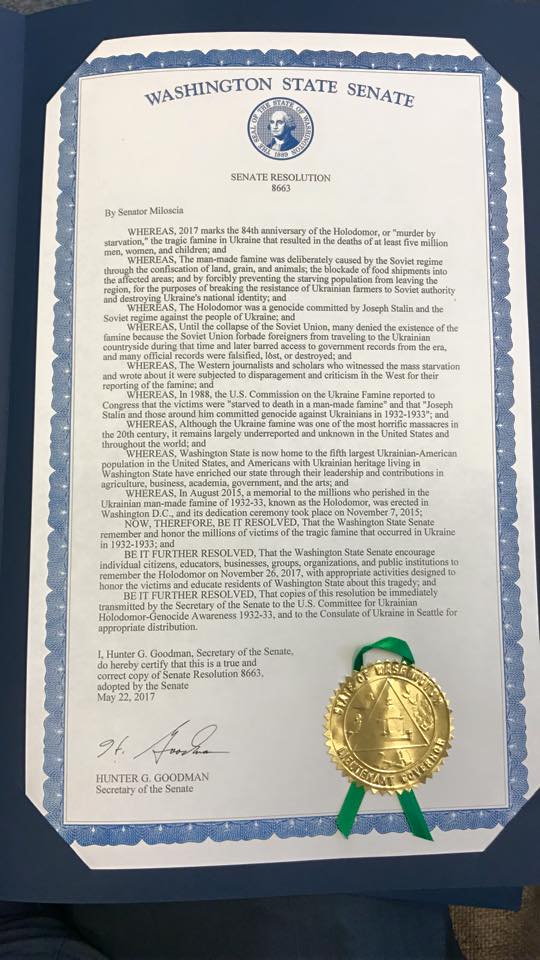 WASHINGTON STATE SENATE
THE SEAL OF THE STATE OF WASHINGTON
1889
SENATE RESOLUTION
8663
By Senator Miloscia
WHEREAS, 2017 marks the 84th anniversary of the Holodomor, or "murder by
starvation," the tragic famine in Ukraine that resulted in the deaths of at least five million
men, women, and children; and
WHEREAS, The man-made famine was deliberately caused by the Soviet regime
through the confiscation of land, grain, and animals; the blockade of food shipments into
the affected areas; and by forcibly preventing the starving population from leaving the
region, for the purposes of breaking the resistance of Ukrainian farmers to Soviet authority
and destroying Ukraine's national identity; and
WHEREAS, The Holodomor was a genocide committed by Joseph Stalin and the
Soviet regime against the people of Ukraine; and
WHEREAS, Until the collapse of the Soviet Union, many denied the existence of the
famine because the Soviet Union forbade foreigners from traveling to the Ukrainian
countryside during that time and later barred access to government records from the era,
and many official records were falsified, lost, or destroyed; and
WHEREAS, The Western journalists and scholars who witnessed the mass starvation
and wrote about it were subjected to disparagement and criticism in the West for their
reporting of the famine; and
WHEREAS, In 1988, the U.S. Commission on the Ukraine Famine reported to
Congress that the victims were "starved to death in a man-made famine" and that "Joseph
Stalin and those around him committed genocide against Ukrainians in 1932-1933"; and
WHEREAS, Although the Ukraine famine was one of the most horrific massacres in
the 20th century, it remains largely underreported and unknown in the United States and
throughout the world; and
WHEREAS, Washington State is now home to the fifth largest Ukrainian-American
population in the United States, and Americans with Ukrainian heritage living in
Washington State have enriched our state through their leadership and contributions in
agriculture, business, academia, government, and the arts; and
WHEREAS, In August 2015, a memorial to the millions who perished in the
Ukrainian man-made famine of 1932-33, known as the Holodomor, was erected in
Washington D.C., and its dedication ceremony took place on November 7, 2015;
NOW, THEREFORE, BE IT RESOLVED, That the Washington State Senate
remember and honor the millions of victims of the tragic famine that occurred in Ukraine
in 1932-1933; and
BE IT FURTHER RESOLVED, That the Washington State Senate encourage
individual citizens, educators, businesses, groups, organizations, and public institutions to
remember the Holodomor on November 26, 2017, with appropriate activities designed to
honor the victims and educate residents of Washington State about this tragedy; and
BE IT FURTHER RESOLVED, That copies of this resolution be immediately
transmitted by the Secretary of the Senate to the U.S. Committee for Ukrainian
Holodomor-Genocide Awareness 1932-33, and to the Consulate of Ukraine in Seattle for
appropriate distribution.
I, Hunter G. Goodman, Secretary of the Senate,
do hereby certify that this is a true and
correct copy of Senate Resolution 8663,
adopted by the Senate
May 22, 2017
H. Goodman
HUNTER G. GOODMAN
Secretary of the Senate
STATE OF WASHINGTON
LIEUTENANT GOVERNOR